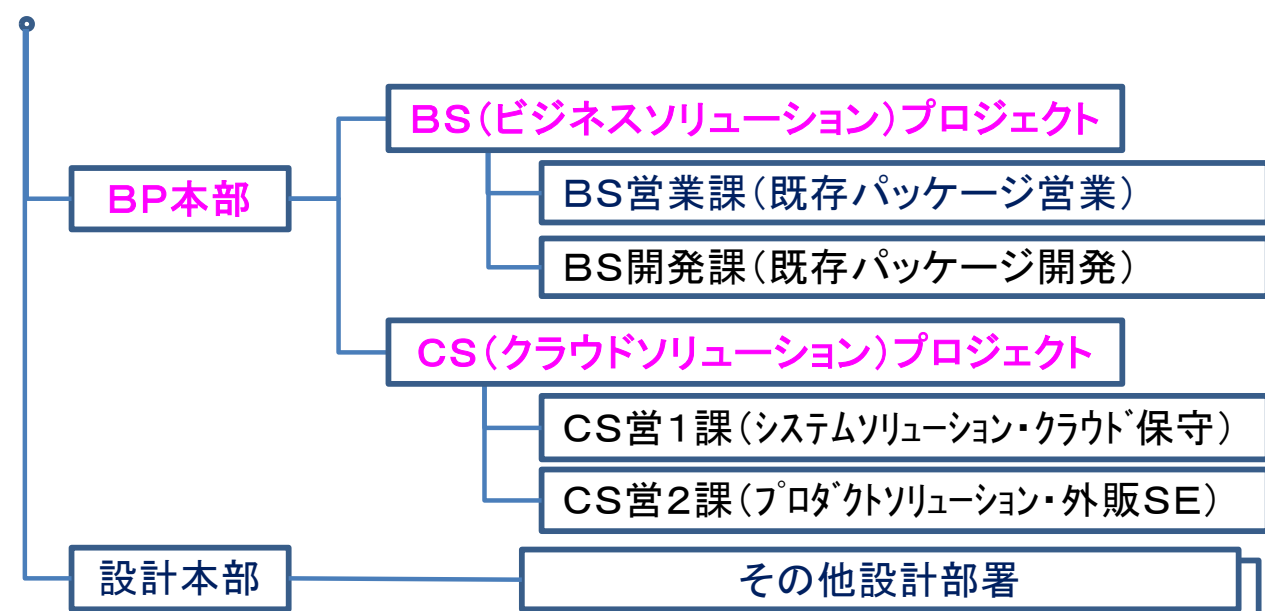 BS(ビジネスソリューション)プロジェクト
BP本部
BS営業課(既存パッケージ営業)
BS開発課(既存パッケージ開発)
CS(クラウドソリューション)プロジェクト
CS営1課(システムソリューション・クラウド保守)
CS営2課(プロダクトソリューション・外販SE)
設計本部
その他設計部署